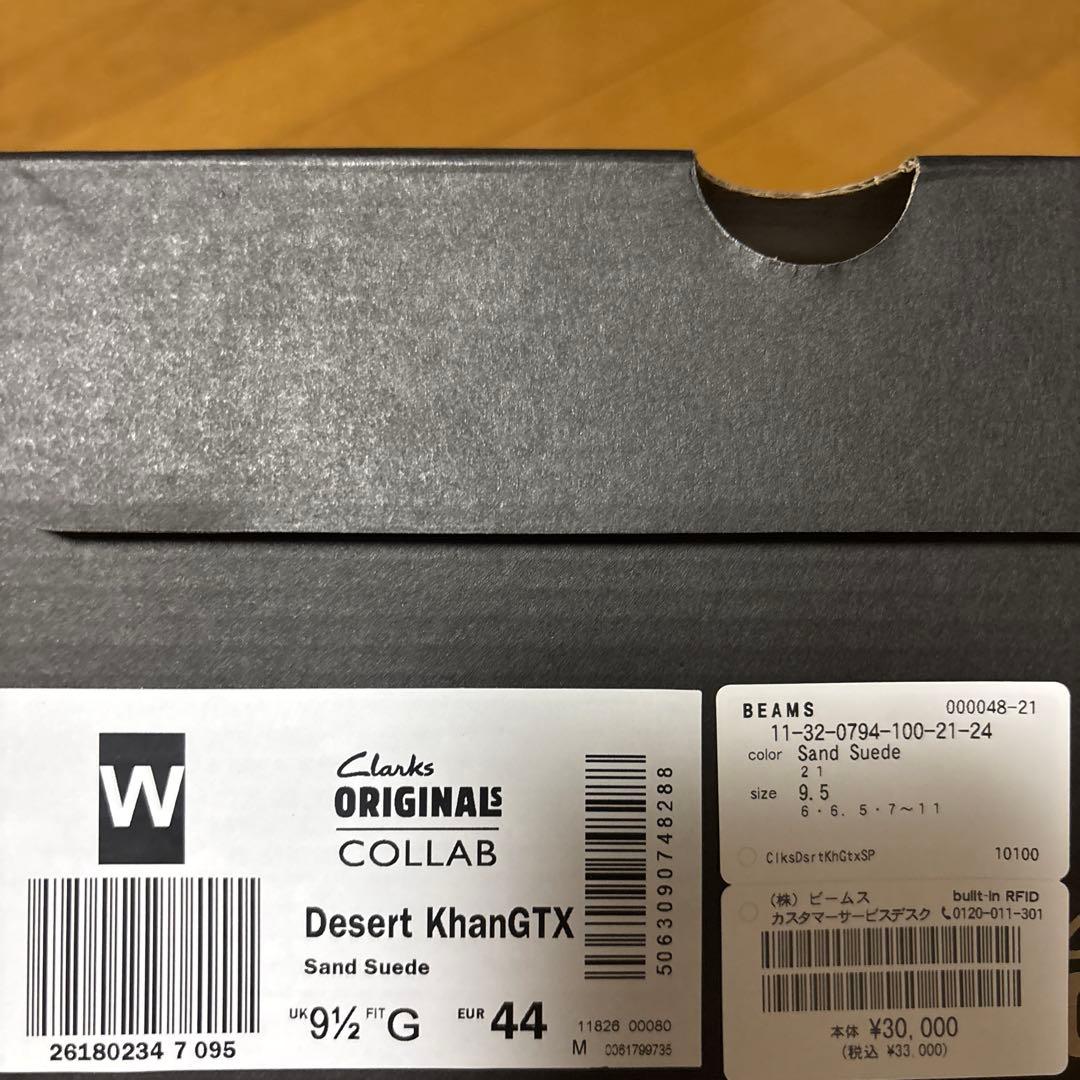 W
26180234 7 095
Clarks
ORIGINALS
COLLAB
Desert KhanGTX
Sand Suede
UK 9½ FIT G EUR 44
5063090748288
11826 00080
M 0061799735
BEAMS 000048-21
11-32-0794-100-21-24
color Sand Suede
21
size 9.5
6・6.5・7～11
ClksDsrtKhGtxSP 10100
(株) ビームス built-in RFID
カスタマーサービスデスク 0120-011-301
本体 ¥30,000
(税込 ¥33,000)